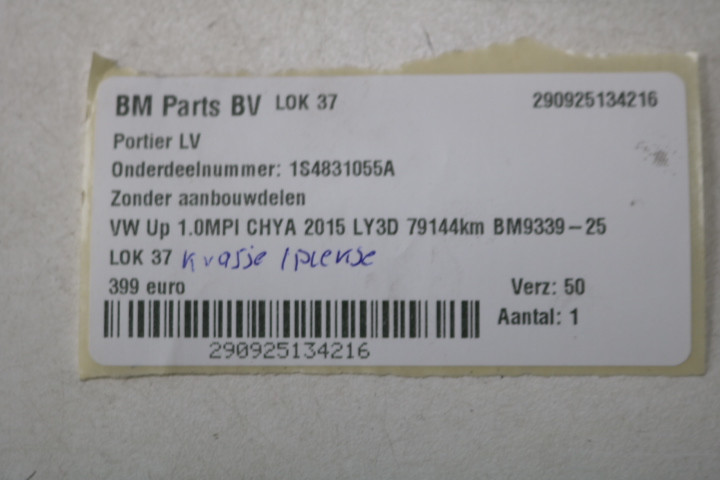 BM Parts BV LOK 37 290925134216
Portier LV
Onderdeelnummer: 1S4831055A
Zonder aanbouwdelen
VW Up 1.0MPI CHYA 2015 LY3D 79144km BM9339-25
LOK 37 krasje
399 euro Verz: 50
Aantal: 1
290925134216